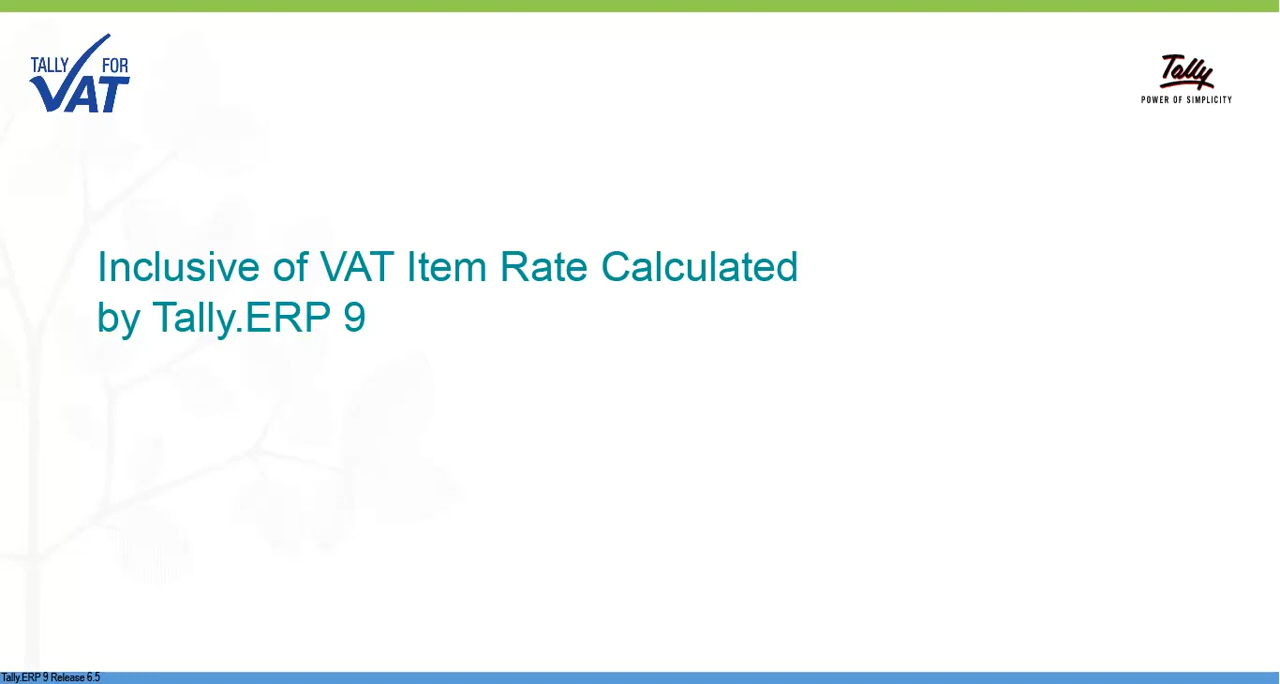 TALLY FOR
VAT
Tally
POWER OF SIMPLICITY
Inclusive of VAT Item Rate Calculated
by Tally.ERP 9
Tally.ERP 9 Release 6.5